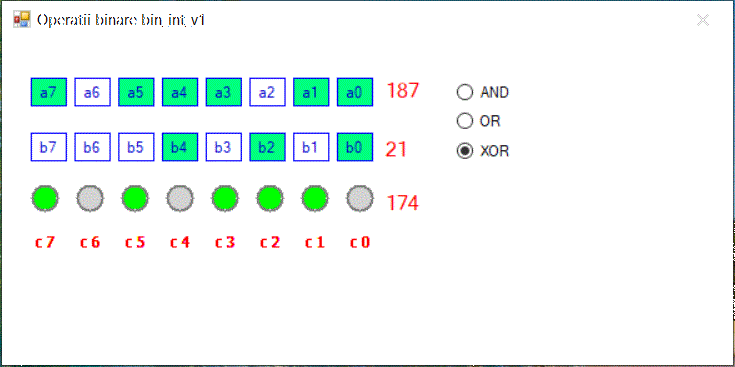 Operatii binare bin_int_v1
a7 a6 a5 a4 a3 a2 a1 a0 187
AND
OR
b7 b6 b5 b4 b3 b2 b1 b0 21
XOR
174
c7 c6 c5 c4 c3 c2 c1 c0